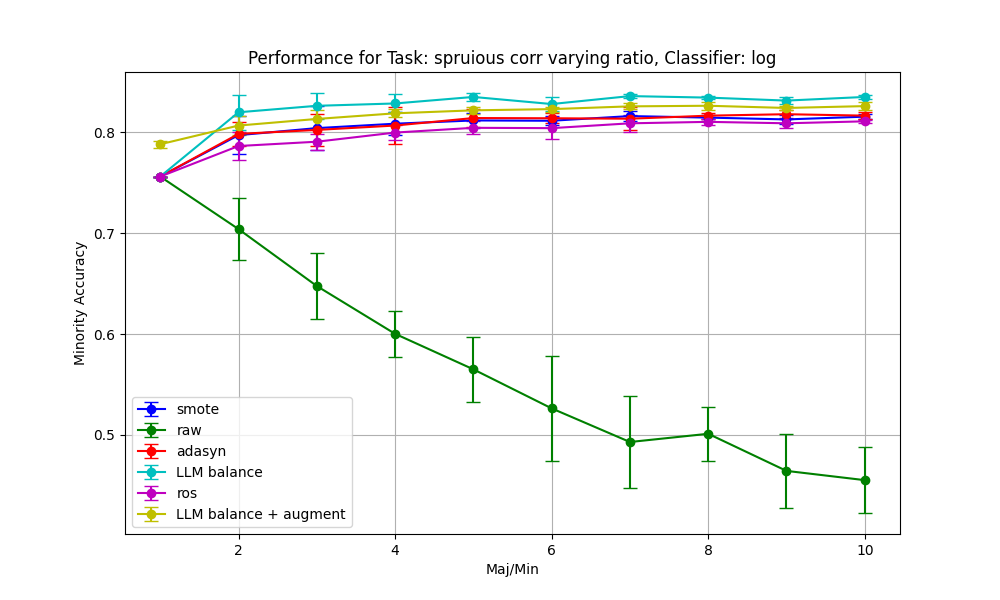 Performance for Task: spruious corr varying ratio, Classifier: log
Minority Accuracy
0.8
0.7
0.6
0.5
smote
raw
adasyn
LLM balance
ros
LLM balance + augment
2
4
6
8
10
Maj/Min